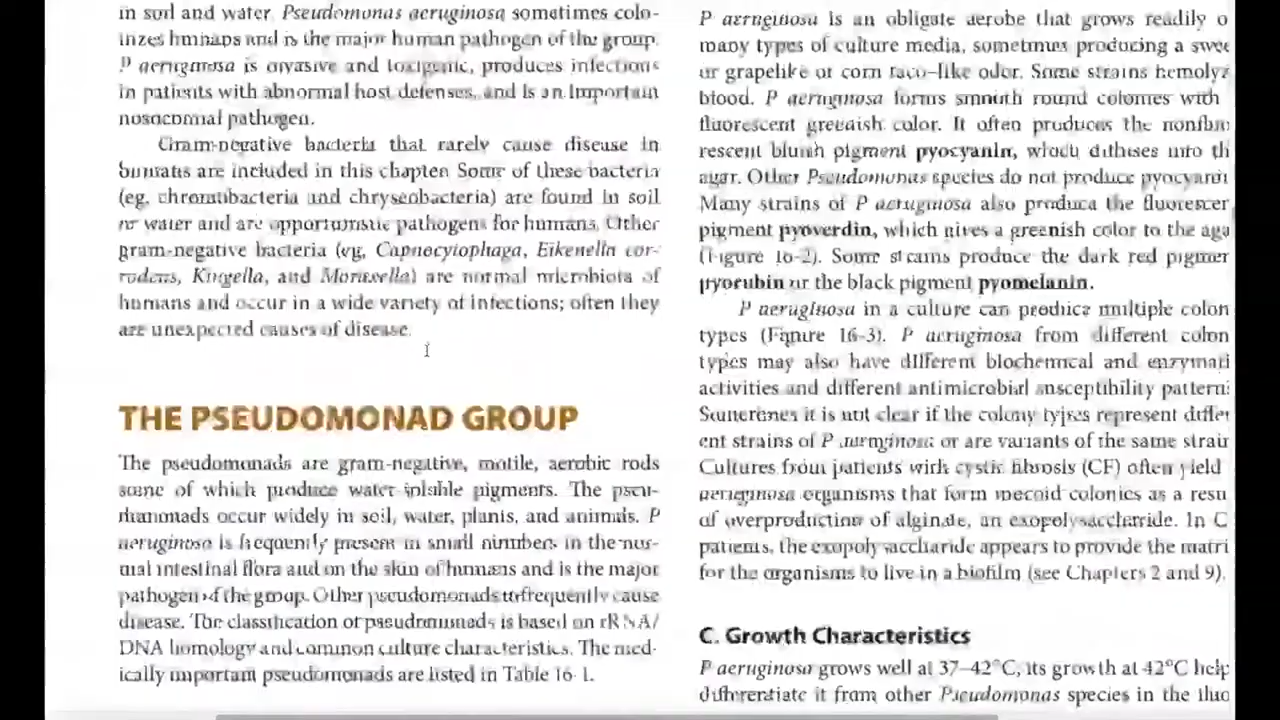 in soil and water. Pseudomonas aeruginosa sometimes colo-
inizes humans and is the major human pathogen of the group.
P aeruginosa is invasive and toxigenic, produces infections
in patients with abnormal host defenses, and is an important
nosocomial pathogen.
Gram-negative bacteria that rarely cause disease in
humans are included in this chapter. Some of these bacteria
(eg, chromobacteria and chryseobacteria) are found in soil
or water and are opportunistic pathogens for humans. Other
gram-negative bacteria (eg, Capnocytophaga, Eikenella cor-
rodens, Kingella, and Moraxella) are normal microbiota of
humans and occur in a wide variety of infections; often they
are unexpected causes of disease.
THE PSEUDOMONAD GROUP
The pseudomonads are gram-negative, motile, aerobic rods
some of which produce water-soluble pigments. The pseu-
domonads occur widely in soil, water, plants, and animals. P
aeruginosa is frequently present in small numbers in the nor-
mal intestinal flora and on the skin of humans and is the major
pathogen of the group. Other pseudomonads infrequently cause
disease. The classification of pseudomonads is based on rRNA/
DNA homology and common culture characteristics. The med-
ically important pseudomonads are listed in Table 16-1.
P aeruginosa is an obligate aerobe that grows readily o
many types of culture media, sometimes producing a swee
or grapelike or corn taco–like odor. Some strains hemolyz
blood. P aeruginosa forms smooth round colonies with
fluorescent greenish color. It often produces the nonfluo
rescent bluish pigment pyocyanin, which diffuses into th
agar. Other Pseudomonas species do not produce pyocyanin
Many strains of P aeruginosa also produce the fluorescer
pigment pyoverdin, which gives a greenish color to the aga
(Figure 16-2). Some strains produce the dark red pigmer
pyorubin or the black pigment pyomelanin.
P aeruginosa in a culture can produce multiple colon
types (Figure 16-3). P aeruginosa from different colon
types may also have different biochemical and enzymati
activities and different antimicrobial susceptibility patterns
Sometimes it is not clear if the colony types represent differ
ent strains of P aeruginosa or are variants of the same strain
Cultures from patients with cystic fibrosis (CF) often yield
aeruginosa organisms that form mucoid colonies as a resu
of overproduction of alginate, an exopolysaccharide. In C
patients, the exopolysaccharide appears to provide the matri
for the organisms to live in a biofilm (see Chapters 2 and 9).
C. Growth Characteristics
P aeruginosa grows well at 37–42°C, its growth at 42°C help
differentiate it from other Pseudomonas species in the fluo